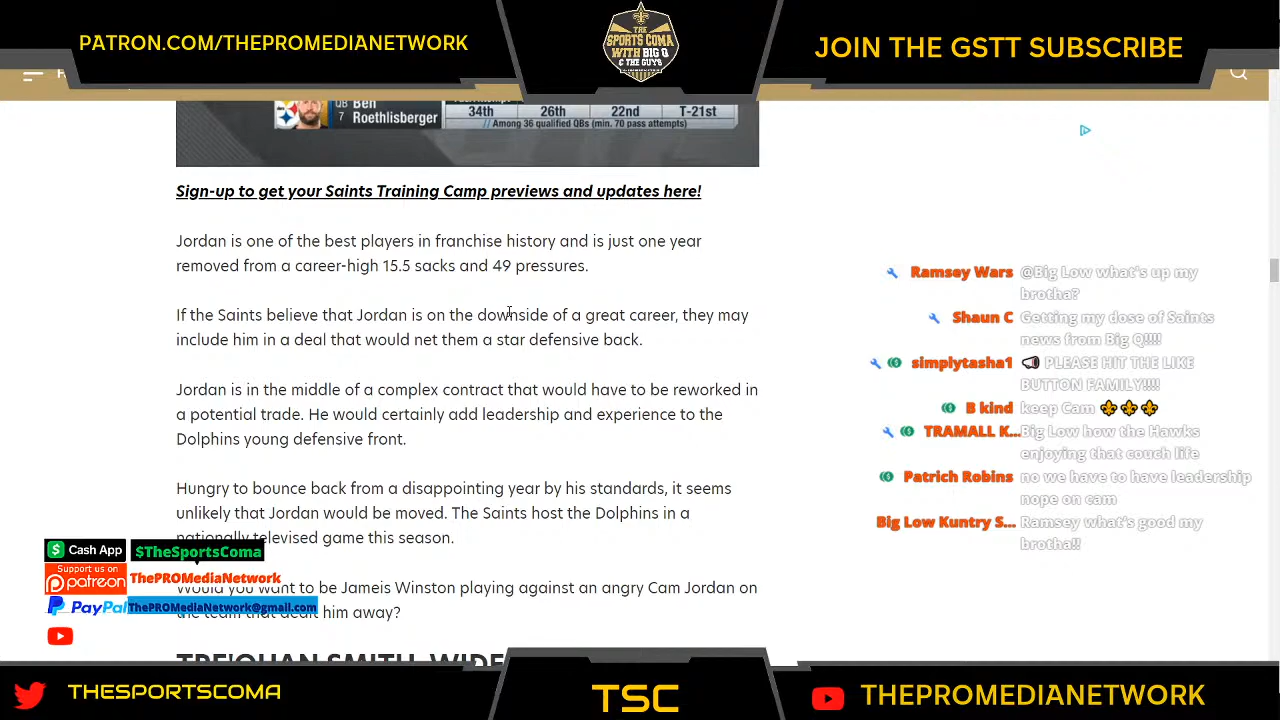 PATRON.COM/THEPROMEDIANETWORK
THE
SPORTS COMA
WITH BIG Q
& THE GUYS
JOIN THE GSTT SUBSCRIBE
QB Ben
7 Roethlisberger
34th 26th 22nd T-21st
// Among 36 qualified QBs (min. 70 pass attempts)
Sign-up to get your Saints Training Camp previews and updates here!
Jordan is one of the best players in franchise history and is just one year
removed from a career-high 15.5 sacks and 49 pressures.
If the Saints believe that Jordan is on the downside of a great career, they may
include him in a deal that would net them a star defensive back.
Jordan is in the middle of a complex contract that would have to be reworked in
a potential trade. He would certainly add leadership and experience to the
Dolphins young defensive front.
Hungry to bounce back from a disappointing year by his standards, it seems
unlikely that Jordan would be moved. The Saints host the Dolphins in a
nationally televised game this season.
Would you want to be Jameis Winston playing against an angry Cam Jordan on
the team that dealt him away?
TRE'QUAN SMITH, WIDE
Ramsey Wars @Big Low what's up my
brotha?
Shaun C Getting my dose of Saints
news from Big Q!!!!
simplytasha1 📢 PLEASE HIT THE LIKE
BUTTON FAMILY!!!!
B kind keep Cam ⚜⚜⚜
TRAMALL K... Big Low how the Hawks
enjoying that couch life
Patrich Robins no we have to have leadership
nope on cam
Big Low Kuntry S... Ramsey what's good my
brotha!!
Cash App $TheSportsComa
Support us on
patreon ThePROMediaNetwork
PayPal ThePROMediaNetwork@gmail.com
THESPORTSCOMA
TSC
THEPROMEDIANETWORK